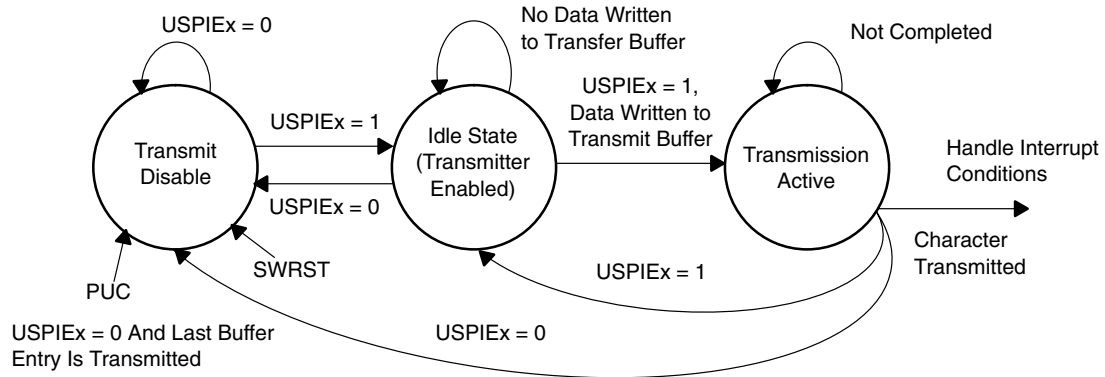 USPIEx = 0
No Data Written
to Transfer Buffer
Not Completed
USPIEx = 1
USPIEx = 1,
Data Written to
Transmit Buffer
Transmit
Disable
Idle State
(Transmitter
Enabled)
Transmission
Active
Handle Interrupt
Conditions
USPIEx = 0
Character
Transmitted
SWRST
PUC
USPIEx = 1
USPIEx = 0
USPIEx = 0 And Last Buffer
Entry Is Transmitted